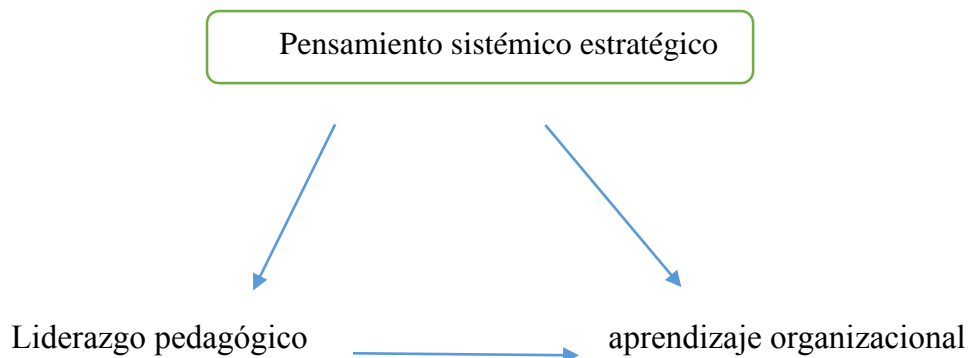 Pensamiento sistémico estratégico
Liderazgo pedagógico
aprendizaje organizacional